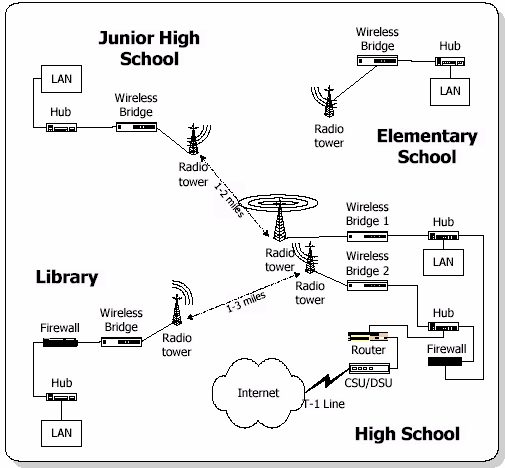 Junior High
School
LAN
Hub
Wireless
Bridge
Radio
tower
Wireless
Bridge
Hub
LAN
Radio
tower
Elementary
School
1-2 miles
Radio
tower
Wireless
Bridge 1
Hub
LAN
Radio
tower
Wireless
Bridge 2
Library
1-3 miles
Firewall
Wireless
Bridge
Radio
tower
Hub
LAN
Hub
Router
Firewall
CSU/DSU
Internet
T-1 Line
High School